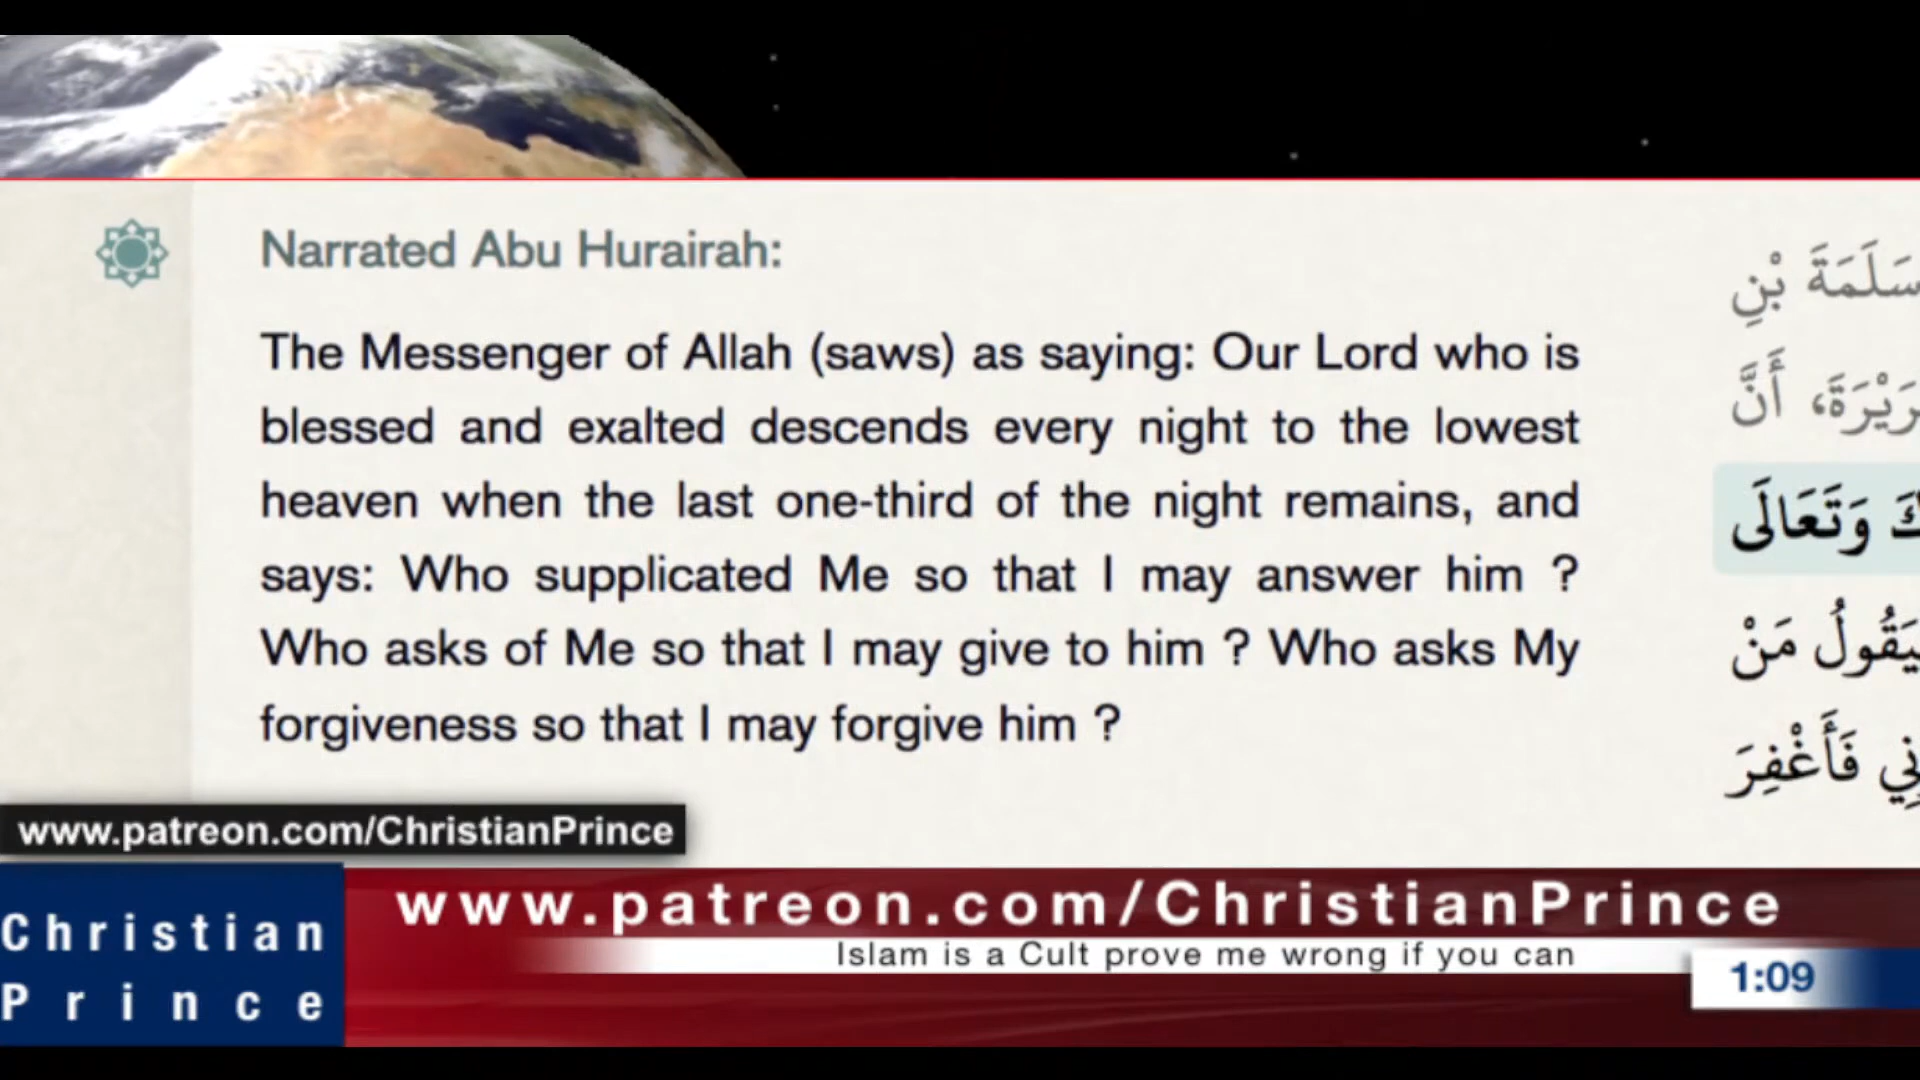 Narrated Abu Hurairah:
The Messenger of Allah (saws) as saying: Our Lord who is
blessed and exalted descends every night to the lowest
heaven when the last one-third of the night remains, and
says: Who supplicated Me so that I may answer him ?
Who asks of Me so that I may give to him ? Who asks My
forgiveness so that I may forgive him ?
سَلَمَةَ بْنِ
أَنَّ
وَتَعَالَى
مَنْ
فَأَغْفِرَ
www.patreon.com/ChristianPrince
Christian
Prince
www.patreon.com/ChristianPrince
Islam is a Cult prove me wrong if you can
1:09